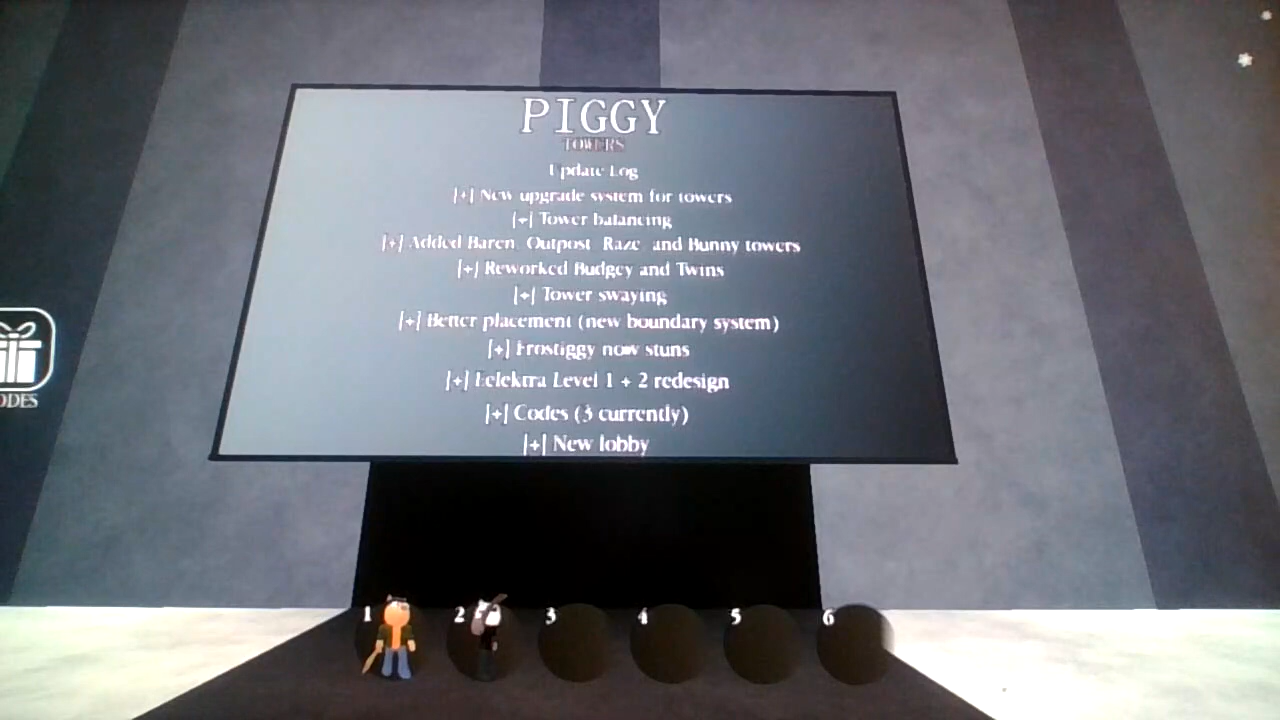 PIGGY
TOWERS
Update Log
[+] New upgrade system for towers
[+] Tower balancing
[+] Added Baren, Outpost, Raze, and Bunny towers
[+] Reworked Budgey and Twins
[+] Tower swaying
[+] Better placement (new boundary system)
[+] Frostiggy now stuns
[+] Level 1 + 2 redesign
[+] Codes (3 currently)
[+] New lobby
ODES
1 2 3 4 5 6